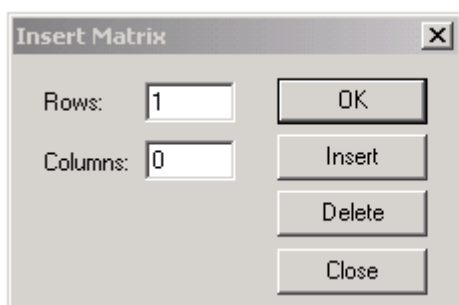 Insert Matrix
Rows: 1
OK
Columns: 0
Insert
Delete
Close